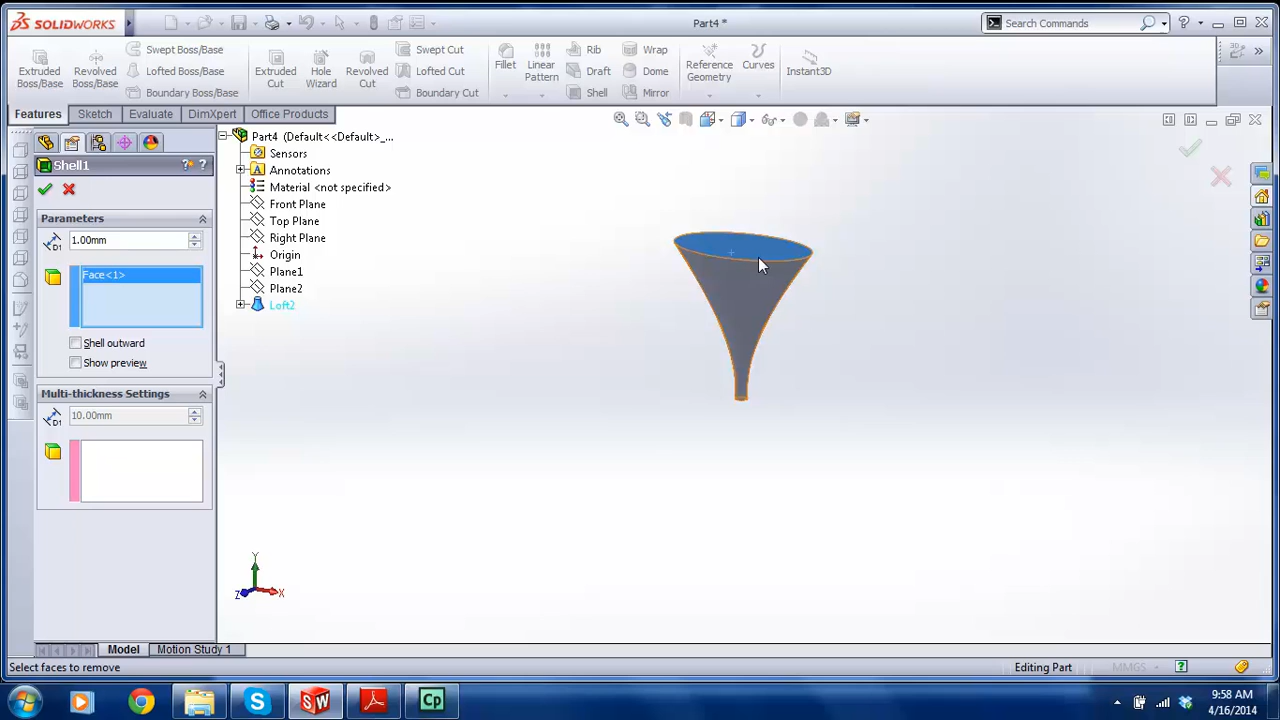 SOLIDWORKS
Part4 *
Search Commands
Extruded Boss/Base
Revolved Boss/Base
Swept Boss/Base
Lofted Boss/Base
Boundary Boss/Base
Extruded Cut
Hole Wizard
Revolved Cut
Swept Cut
Lofted Cut
Boundary Cut
Fillet
Linear Pattern
Rib
Draft
Shell
Wrap
Dome
Mirror
Reference Geometry
Curves
Instant3D
Features
Sketch
Evaluate
DimXpert
Office Products
Shell1
Parameters
D1
1.00mm
Face<1>
Shell outward
Show preview
Multi-thickness Settings
D1
10.00mm
Part4 (Default<<Default>_...
Sensors
Annotations
Material <not specified>
Front Plane
Top Plane
Right Plane
Origin
Plane1
Plane2
Loft2
Y
Z
X
Model
Motion Study 1
Select faces to remove
Editing Part
MMGS
9:58 AM
4/16/2014